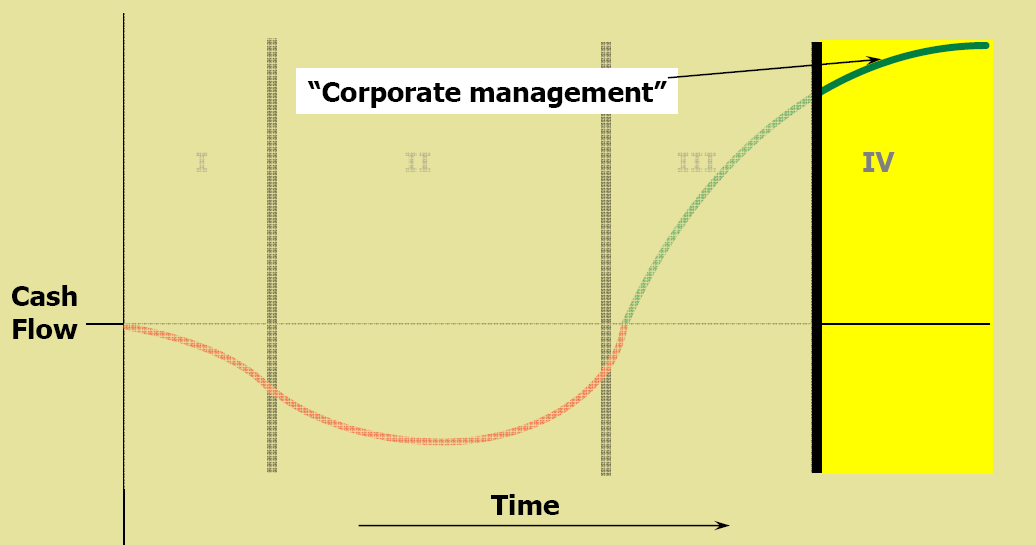 “Corporate management”
I
II
III
IV
Cash
Flow
Time